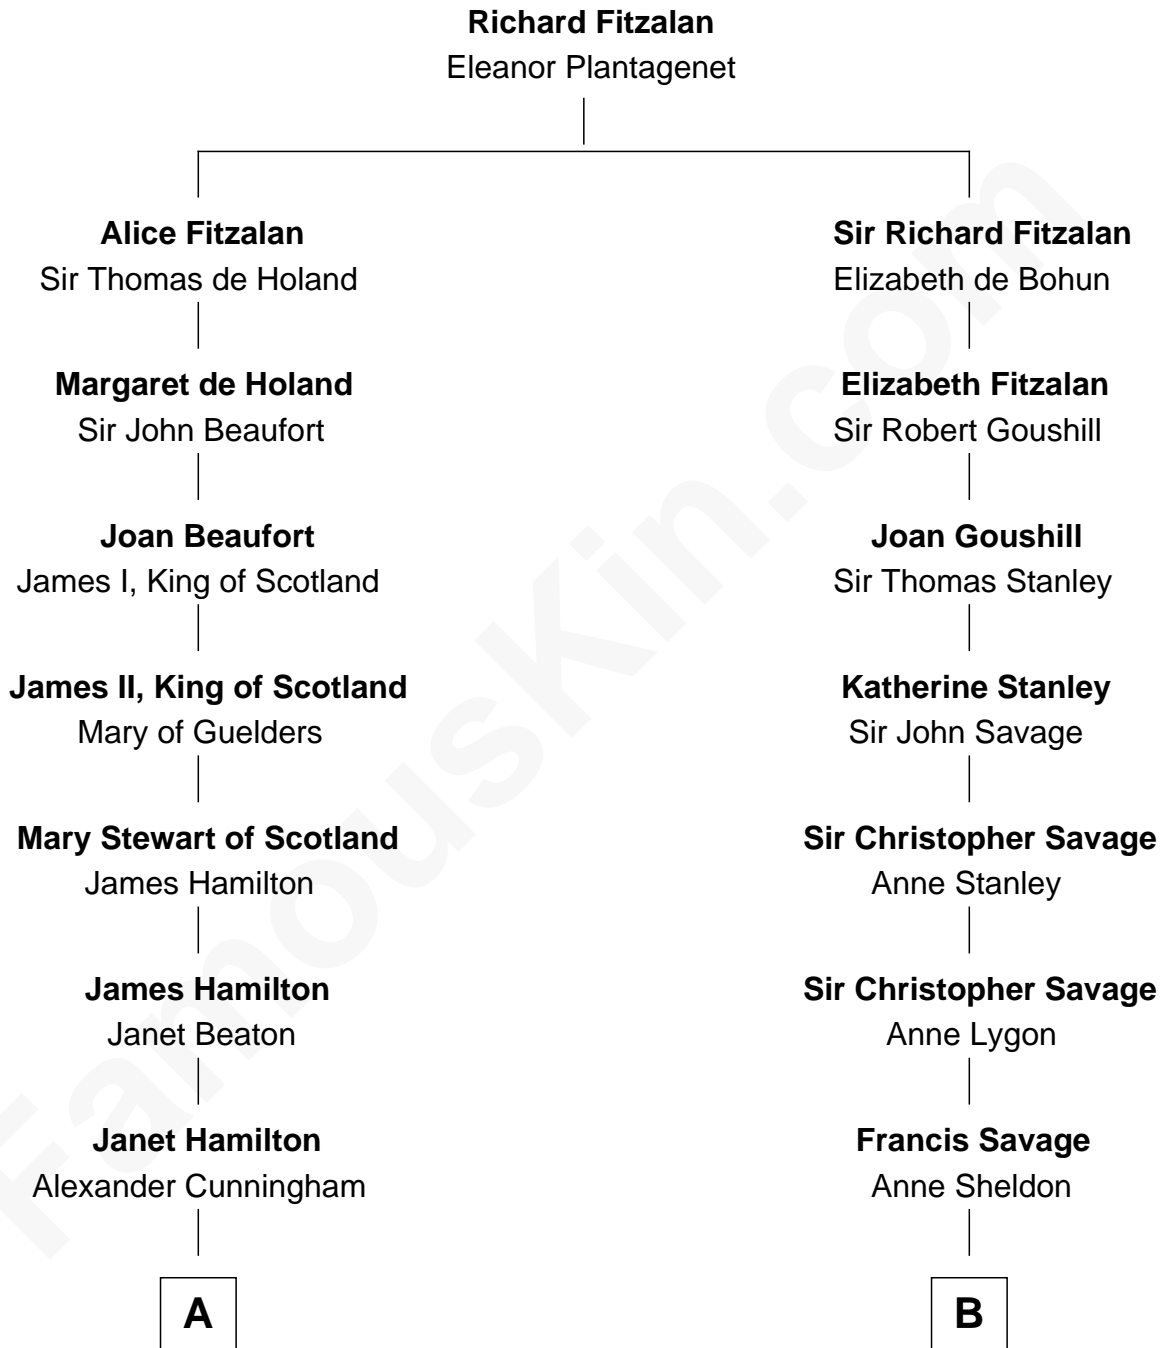 Richard Fitzalan
Eleanor Plantagenet
Alice Fitzalan
Sir Thomas de Holand
Margaret de Holand
Sir John Beaufort
Joan Beaufort
James I, King of Scotland
James II, King of Scotland
Mary of Guelders
Mary Stewart of Scotland
James Hamilton
James Hamilton
Janet Beaton
Janet Hamilton
Alexander Cunningham
A
Sir Richard Fitzalan
Elizabeth de Bohun
Elizabeth Fitzalan
Sir Robert Goushill
Joan Goushill
Sir Thomas Stanley
Katherine Stanley
Sir John Savage
Sir Christopher Savage
Anne Stanley
Sir Christopher Savage
Anne Lygon
Francis Savage
Anne Sheldon
B
FamousKin.com